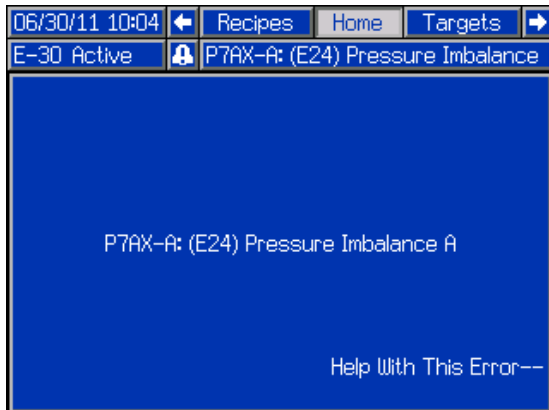 06/30/11 10:04 Recipes Home Targets
E-30 Active P7AX-A: (E24) Pressure Imbalance
P7AX-A: (E24) Pressure Imbalance A
Help With This Error--